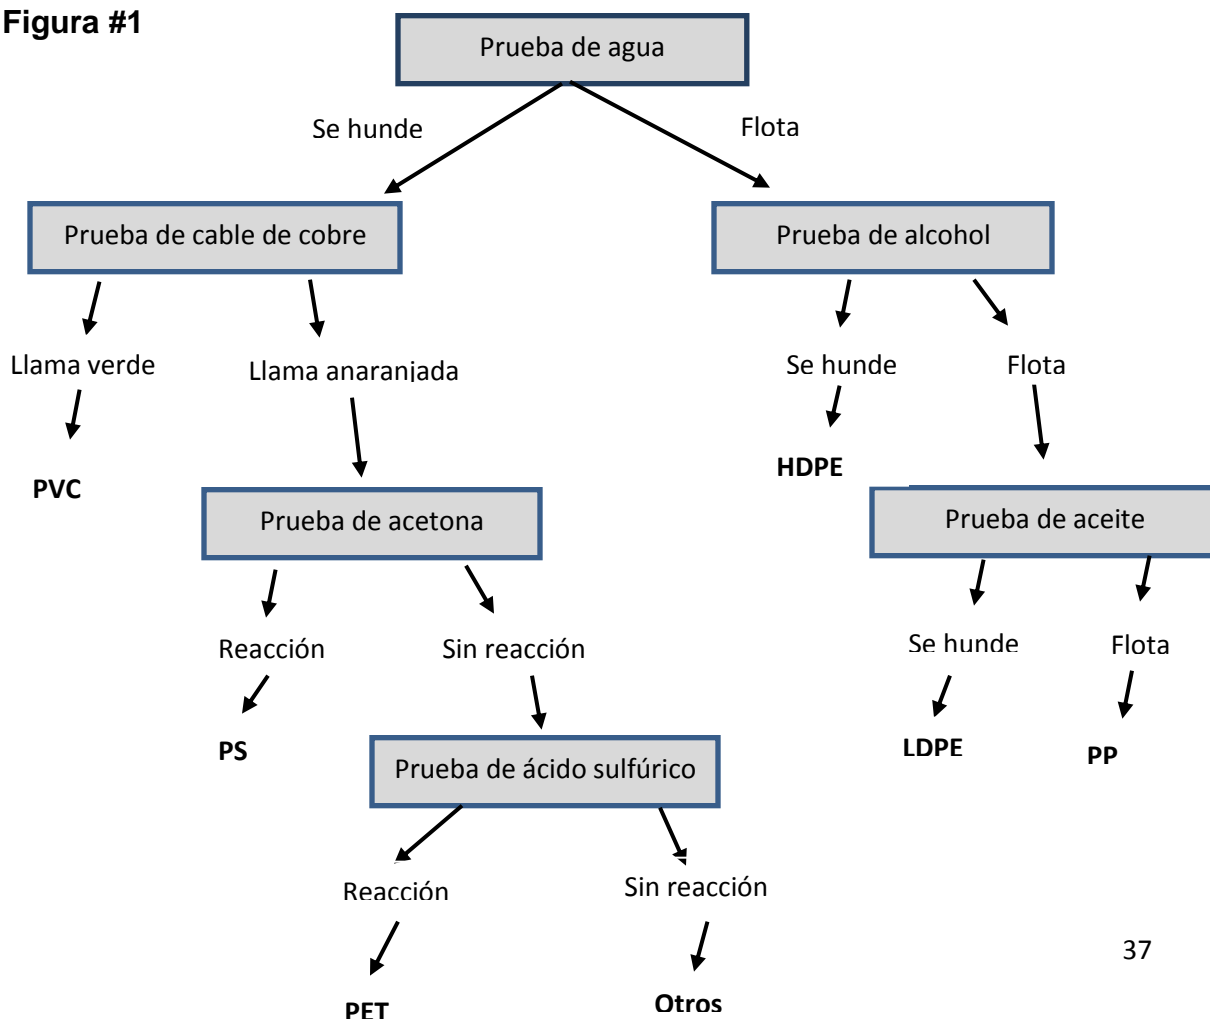 Figura #1
Prueba de agua
Se hunde
Flota
Prueba de cable de cobre
Prueba de alcohol
Llama verde
Llama anaranjada
Se hunde
Flota
PVC
HDPE
Prueba de acetona
Prueba de aceite
Reacción
Sin reacción
Se hunde
Flota
PS
LDPE
PP
Prueba de ácido sulfúrico
Reacción
Sin reacción
37
PET
Otros